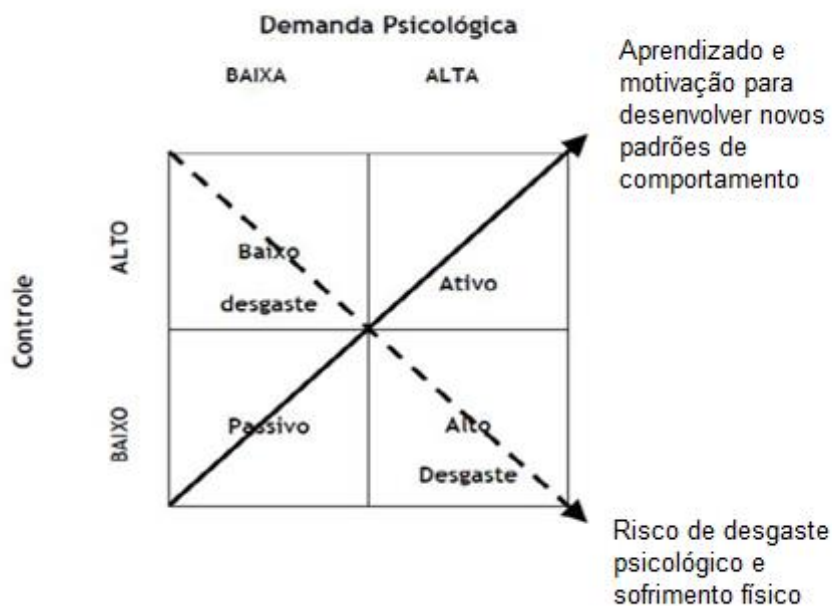 Demanda Psicológica
BAIXA ALTA
Aprendizado e
motivação para
desenvolver novos
padrões de
comportamento
Controle
ALTO
BAIXO
Baixo
desgaste
Ativo
Passivo
Alto
Desgaste
Risco de desgaste
psicológico e
sofrimento físico